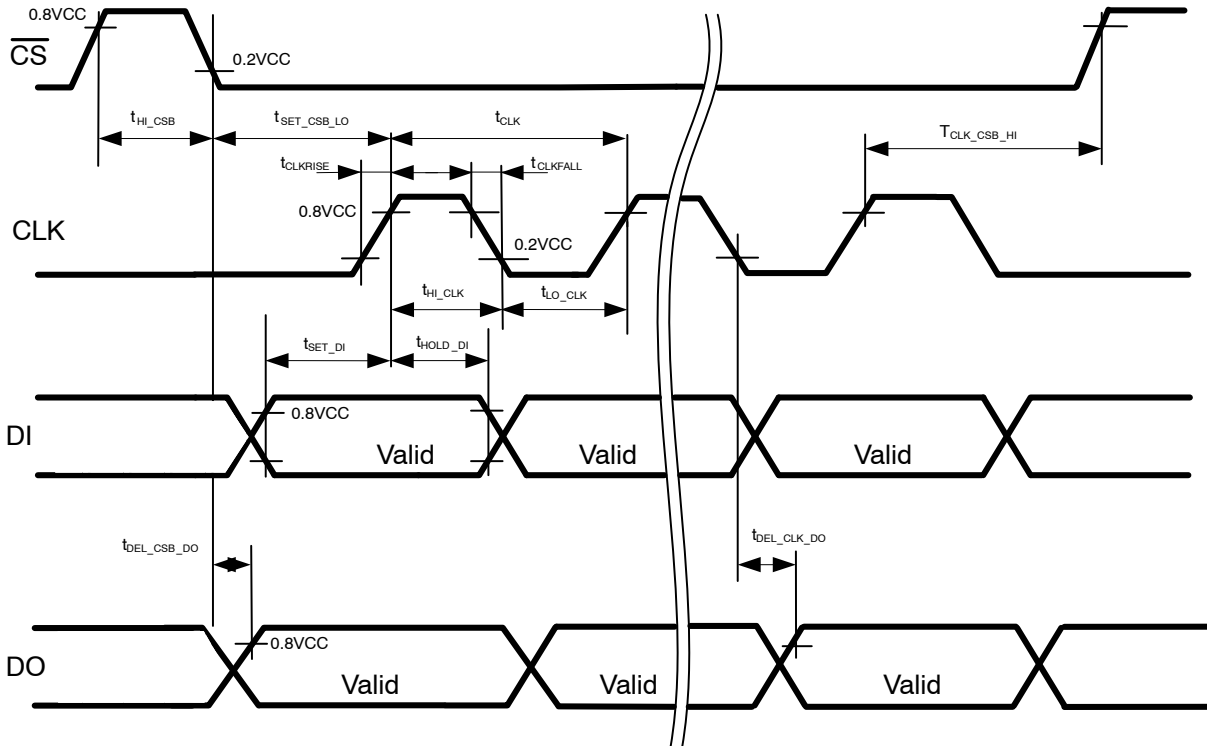 0.8VCC
CS
0.2VCC
tHI_CSB
tSET_CSB_LO
tCLK
TCLK_CSB_HI
tCLKRISE
tCLKFALL
0.8VCC
CLK
0.2VCC
tHI_CLK
tLO_CLK
tSET_DI
tHOLD_DI
0.8VCC
DI
Valid
Valid
Valid
tDEL_CSB_DO
tDEL_CLK_DO
0.8VCC
DO
Valid
Valid
Valid